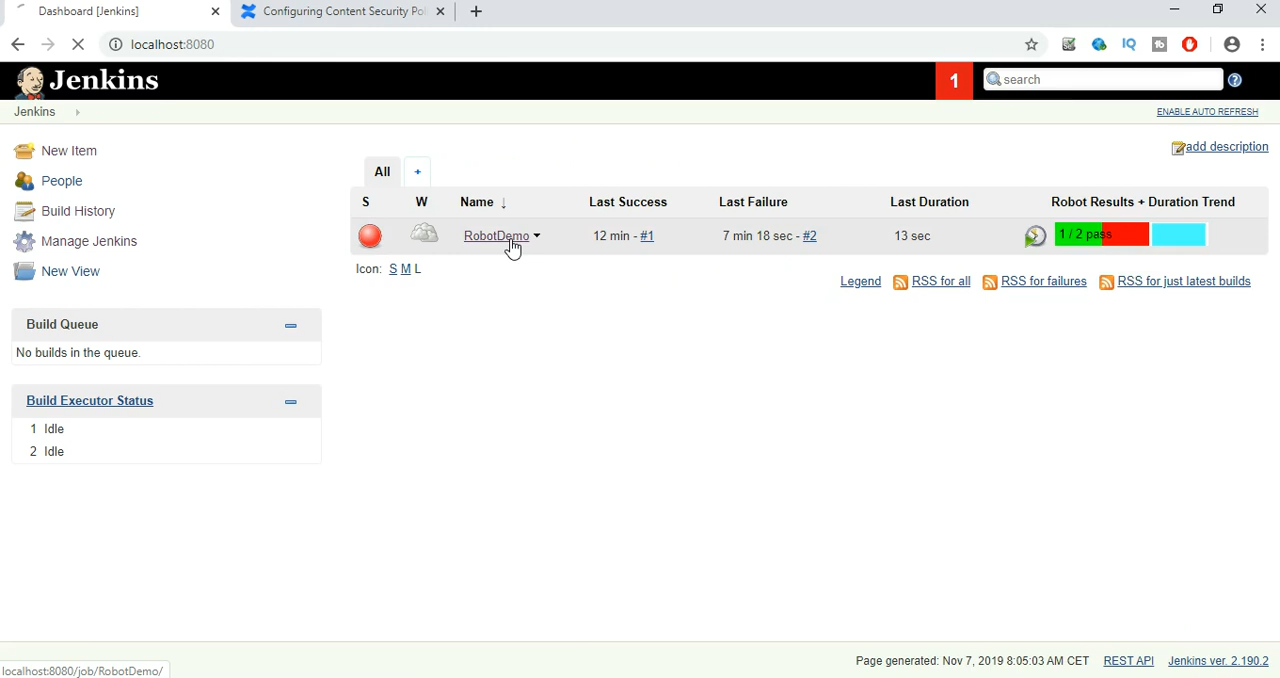 Dashboard [Jenkins]
Configuring Content Security Pol
localhost:8080
Jenkins
1
search
Jenkins
ENABLE AUTO REFRESH
New Item
People
Build History
Manage Jenkins
New View
add description
All +
S W Name ↓ Last Success Last Failure Last Duration Robot Results + Duration Trend
RobotDemo 12 min - #1 7 min 18 sec - #2 13 sec 1 / 2 pass
Icon: S M L
Legend RSS for all RSS for failures RSS for just latest builds
Build Queue
No builds in the queue.
Build Executor Status
1 Idle
2 Idle
Page generated: Nov 7, 2019 8:05:03 AM CET REST API Jenkins ver. 2.190.2
localhost:8080/job/RobotDemo/